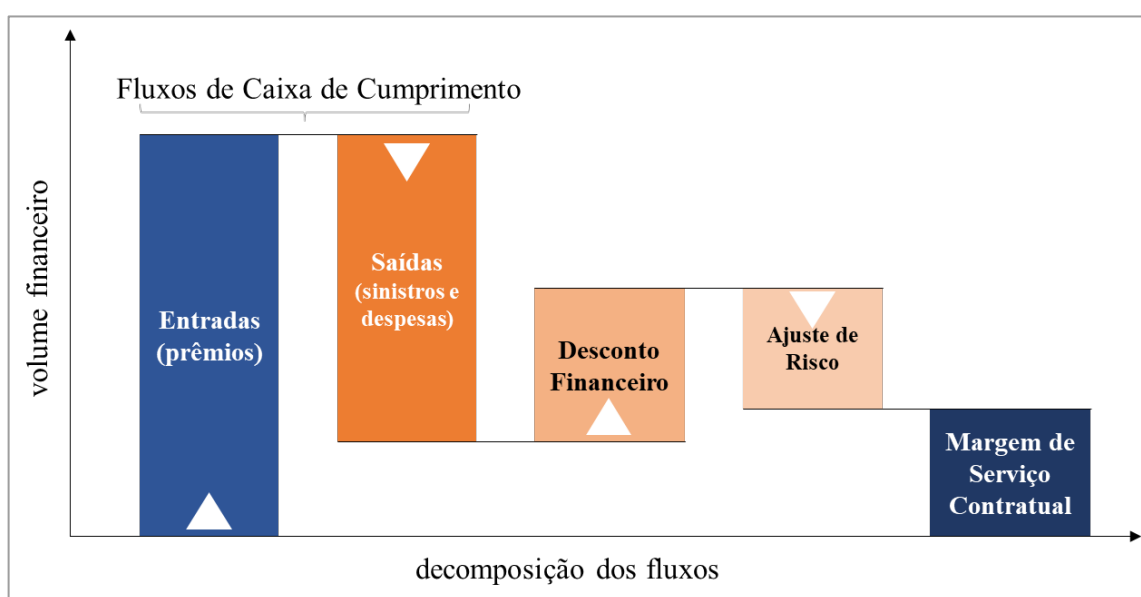 Fluxos de Caixa de Cumprimento
volume financeiro
Entradas
(prêmios)
Saídas
(sinistros e
despesas)
Desconto
Financeiro
Ajuste de
Risco
Margem de
Serviço
Contratual
decomposição dos fluxos